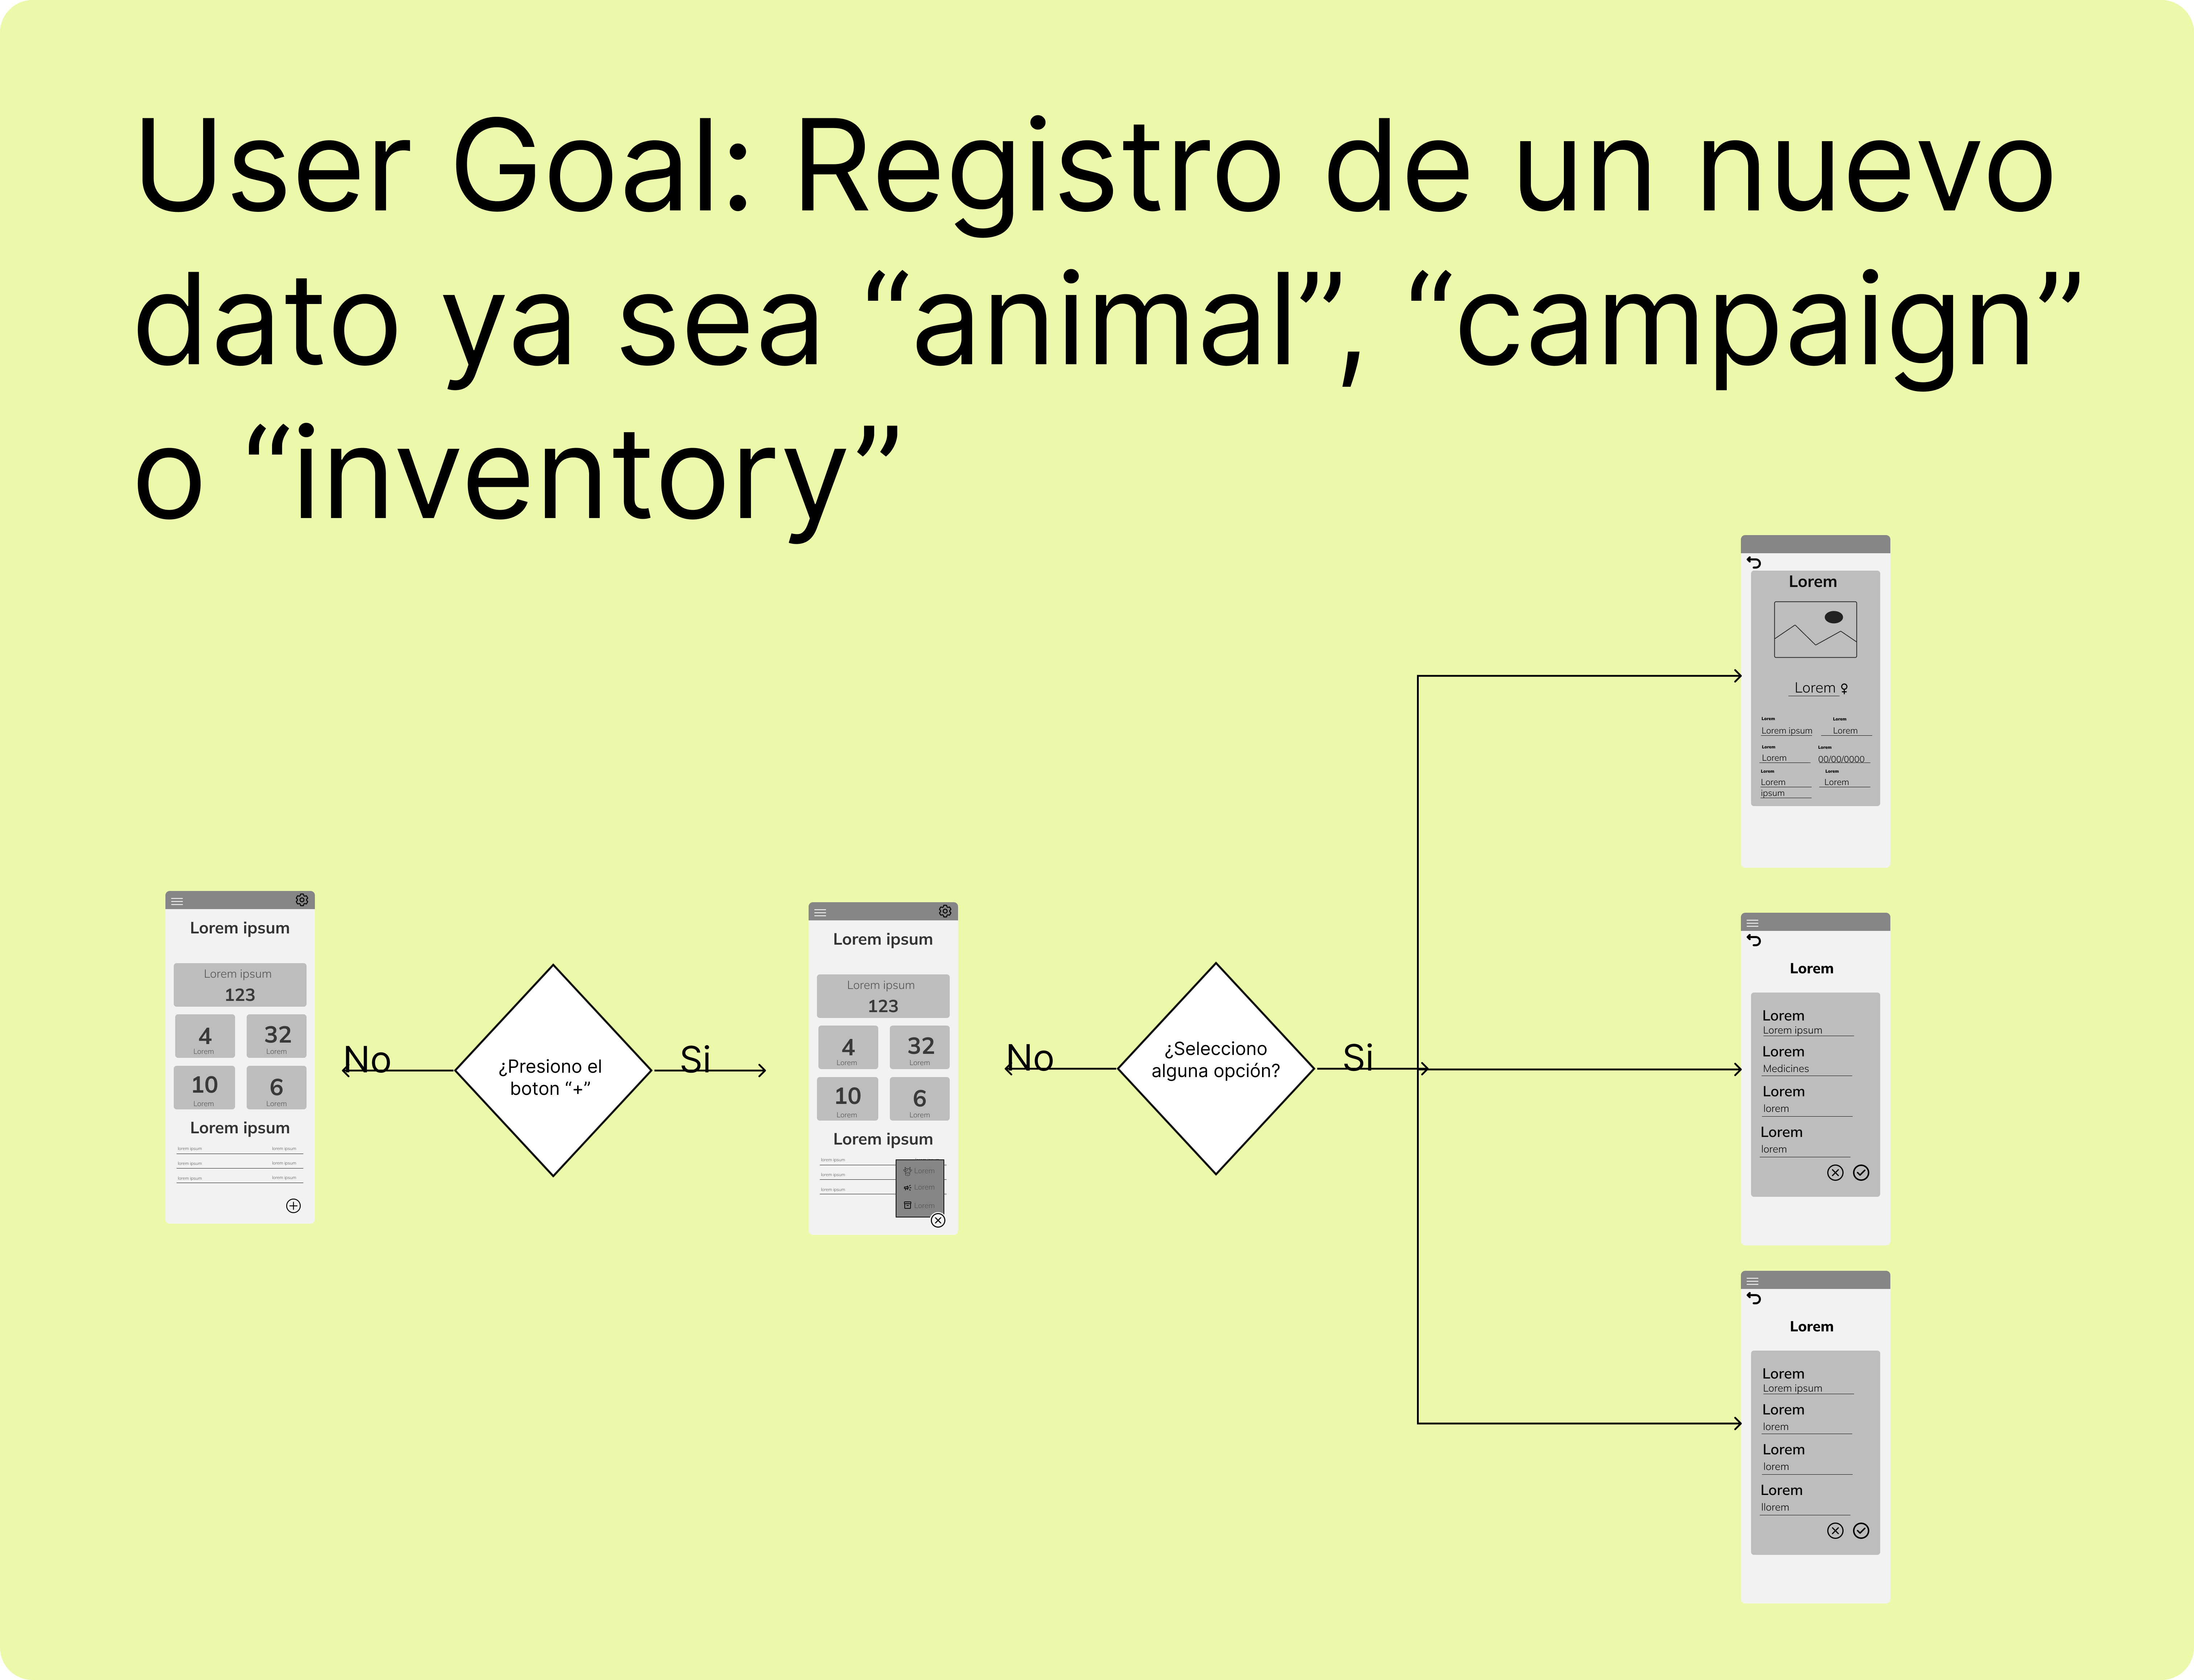 User Goal: Registro de un nuevo
dato ya sea “animal”, “campaign”
o “inventory”
Lorem ipsum
Lorem ipsum
123
4
32
Lorem
Lorem
10
6
Lorem
Lorem
Lorem ipsum
lorem ipsum
lorem ipsum
lorem ipsum
lorem ipsum
lorem ipsum
lorem ipsum
No
¿Presiono el
boton “+”
Si
Lorem ipsum
Lorem ipsum
123
4
32
Lorem
Lorem
10
6
Lorem
Lorem
Lorem ipsum
lorem ipsum
lorem ipsum
lorem ipsum
Lorem
Lorem
Lorem
No
¿Selecciono
alguna opción?
Si
Lorem
Lorem ♀
Lorem
Lorem
Lorem ipsum
Lorem
Lorem
Lorem
Lorem
00/00/0000
Lorem
Lorem
Lorem
ipsum
Lorem
Lorem
Lorem
Lorem ipsum
Lorem
Medicines
Lorem
lorem
Lorem
lorem
Lorem
Lorem
Lorem ipsum
Lorem
lorem
Lorem
lorem
Lorem
llorem